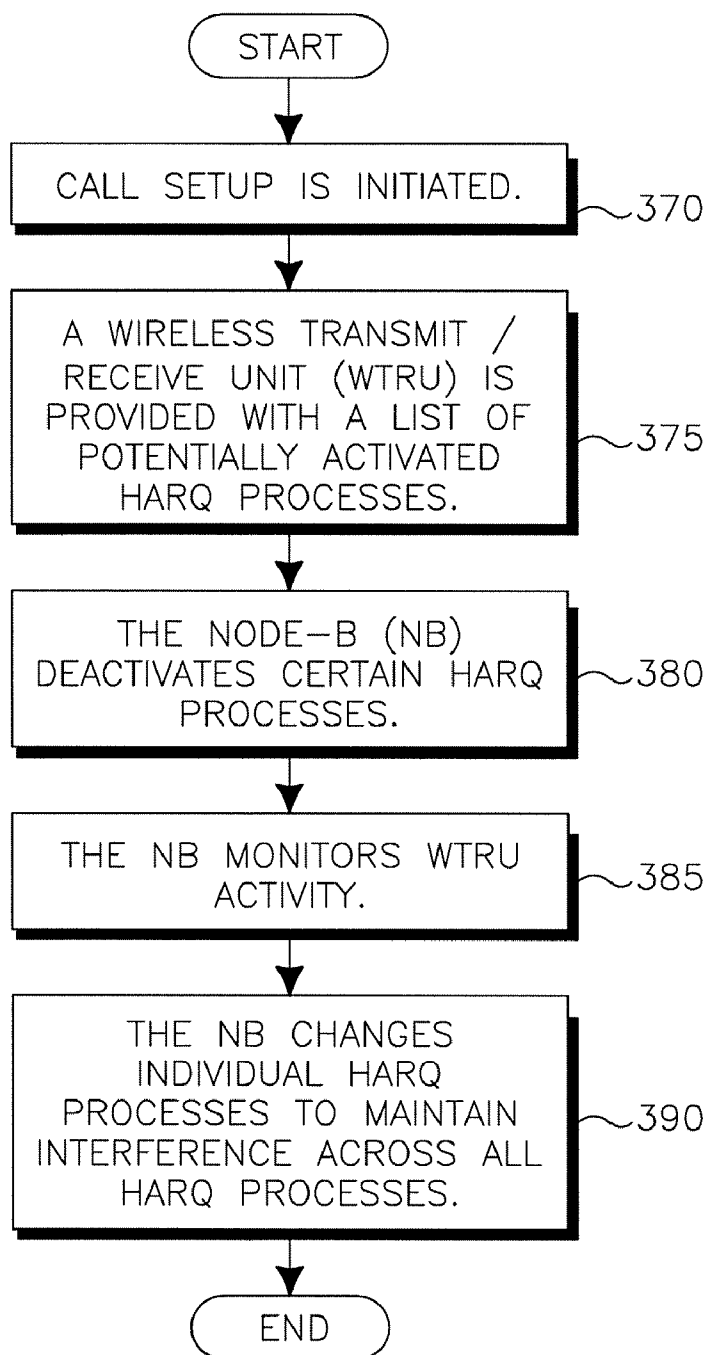 START
CALL SETUP IS INITIATED.
370
A WIRELESS TRANSMIT /
RECEIVE UNIT (WTRU) IS
PROVIDED WITH A LIST OF
POTENTIALLY ACTIVATED
HARQ PROCESSES.
375
THE NODE-B (NB)
DEACTIVATES CERTAIN HARQ
PROCESSES.
380
THE NB MONITORS WTRU
ACTIVITY.
385
THE NB CHANGES
INDIVIDUAL HARQ
PROCESSES TO MAINTAIN
INTERFERENCE ACROSS ALL
HARQ PROCESSES.
390
END